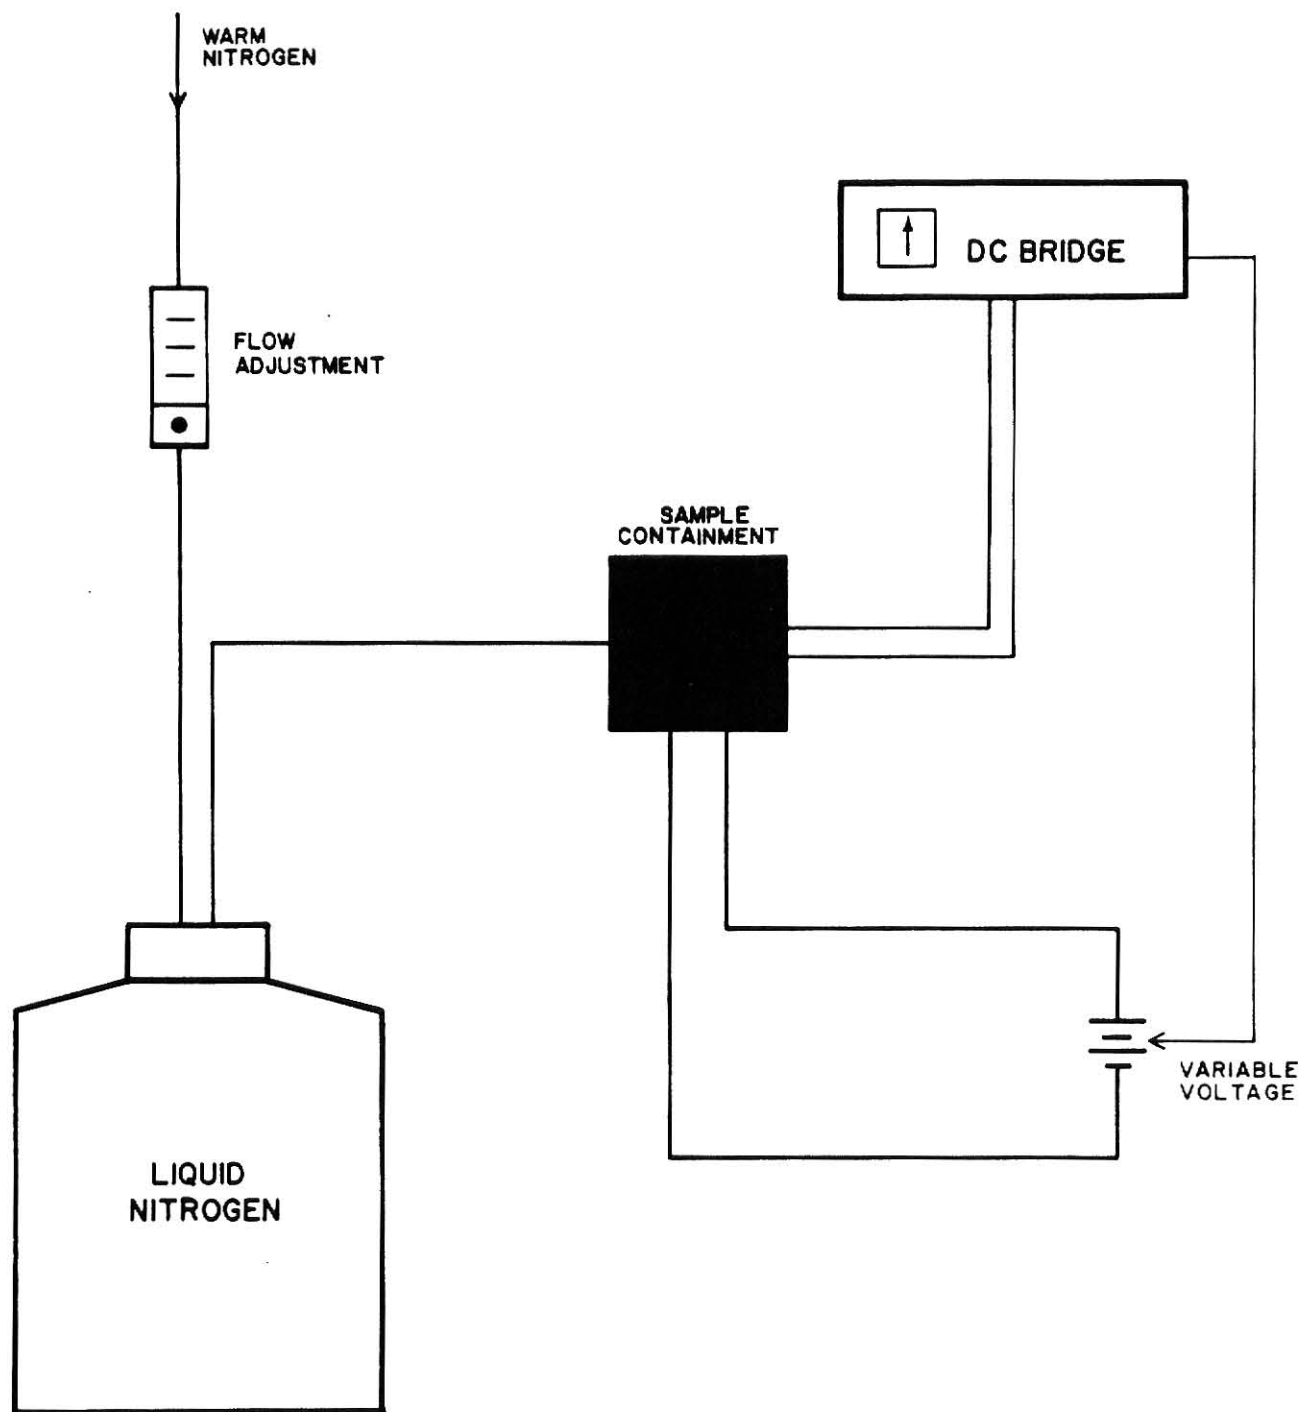 WARM
NITROGEN
DC BRIDGE
FLOW
ADJUSTMENT
SAMPLE
CONTAINMENT
VARIABLE
VOLTAGE
LIQUID
NITROGEN